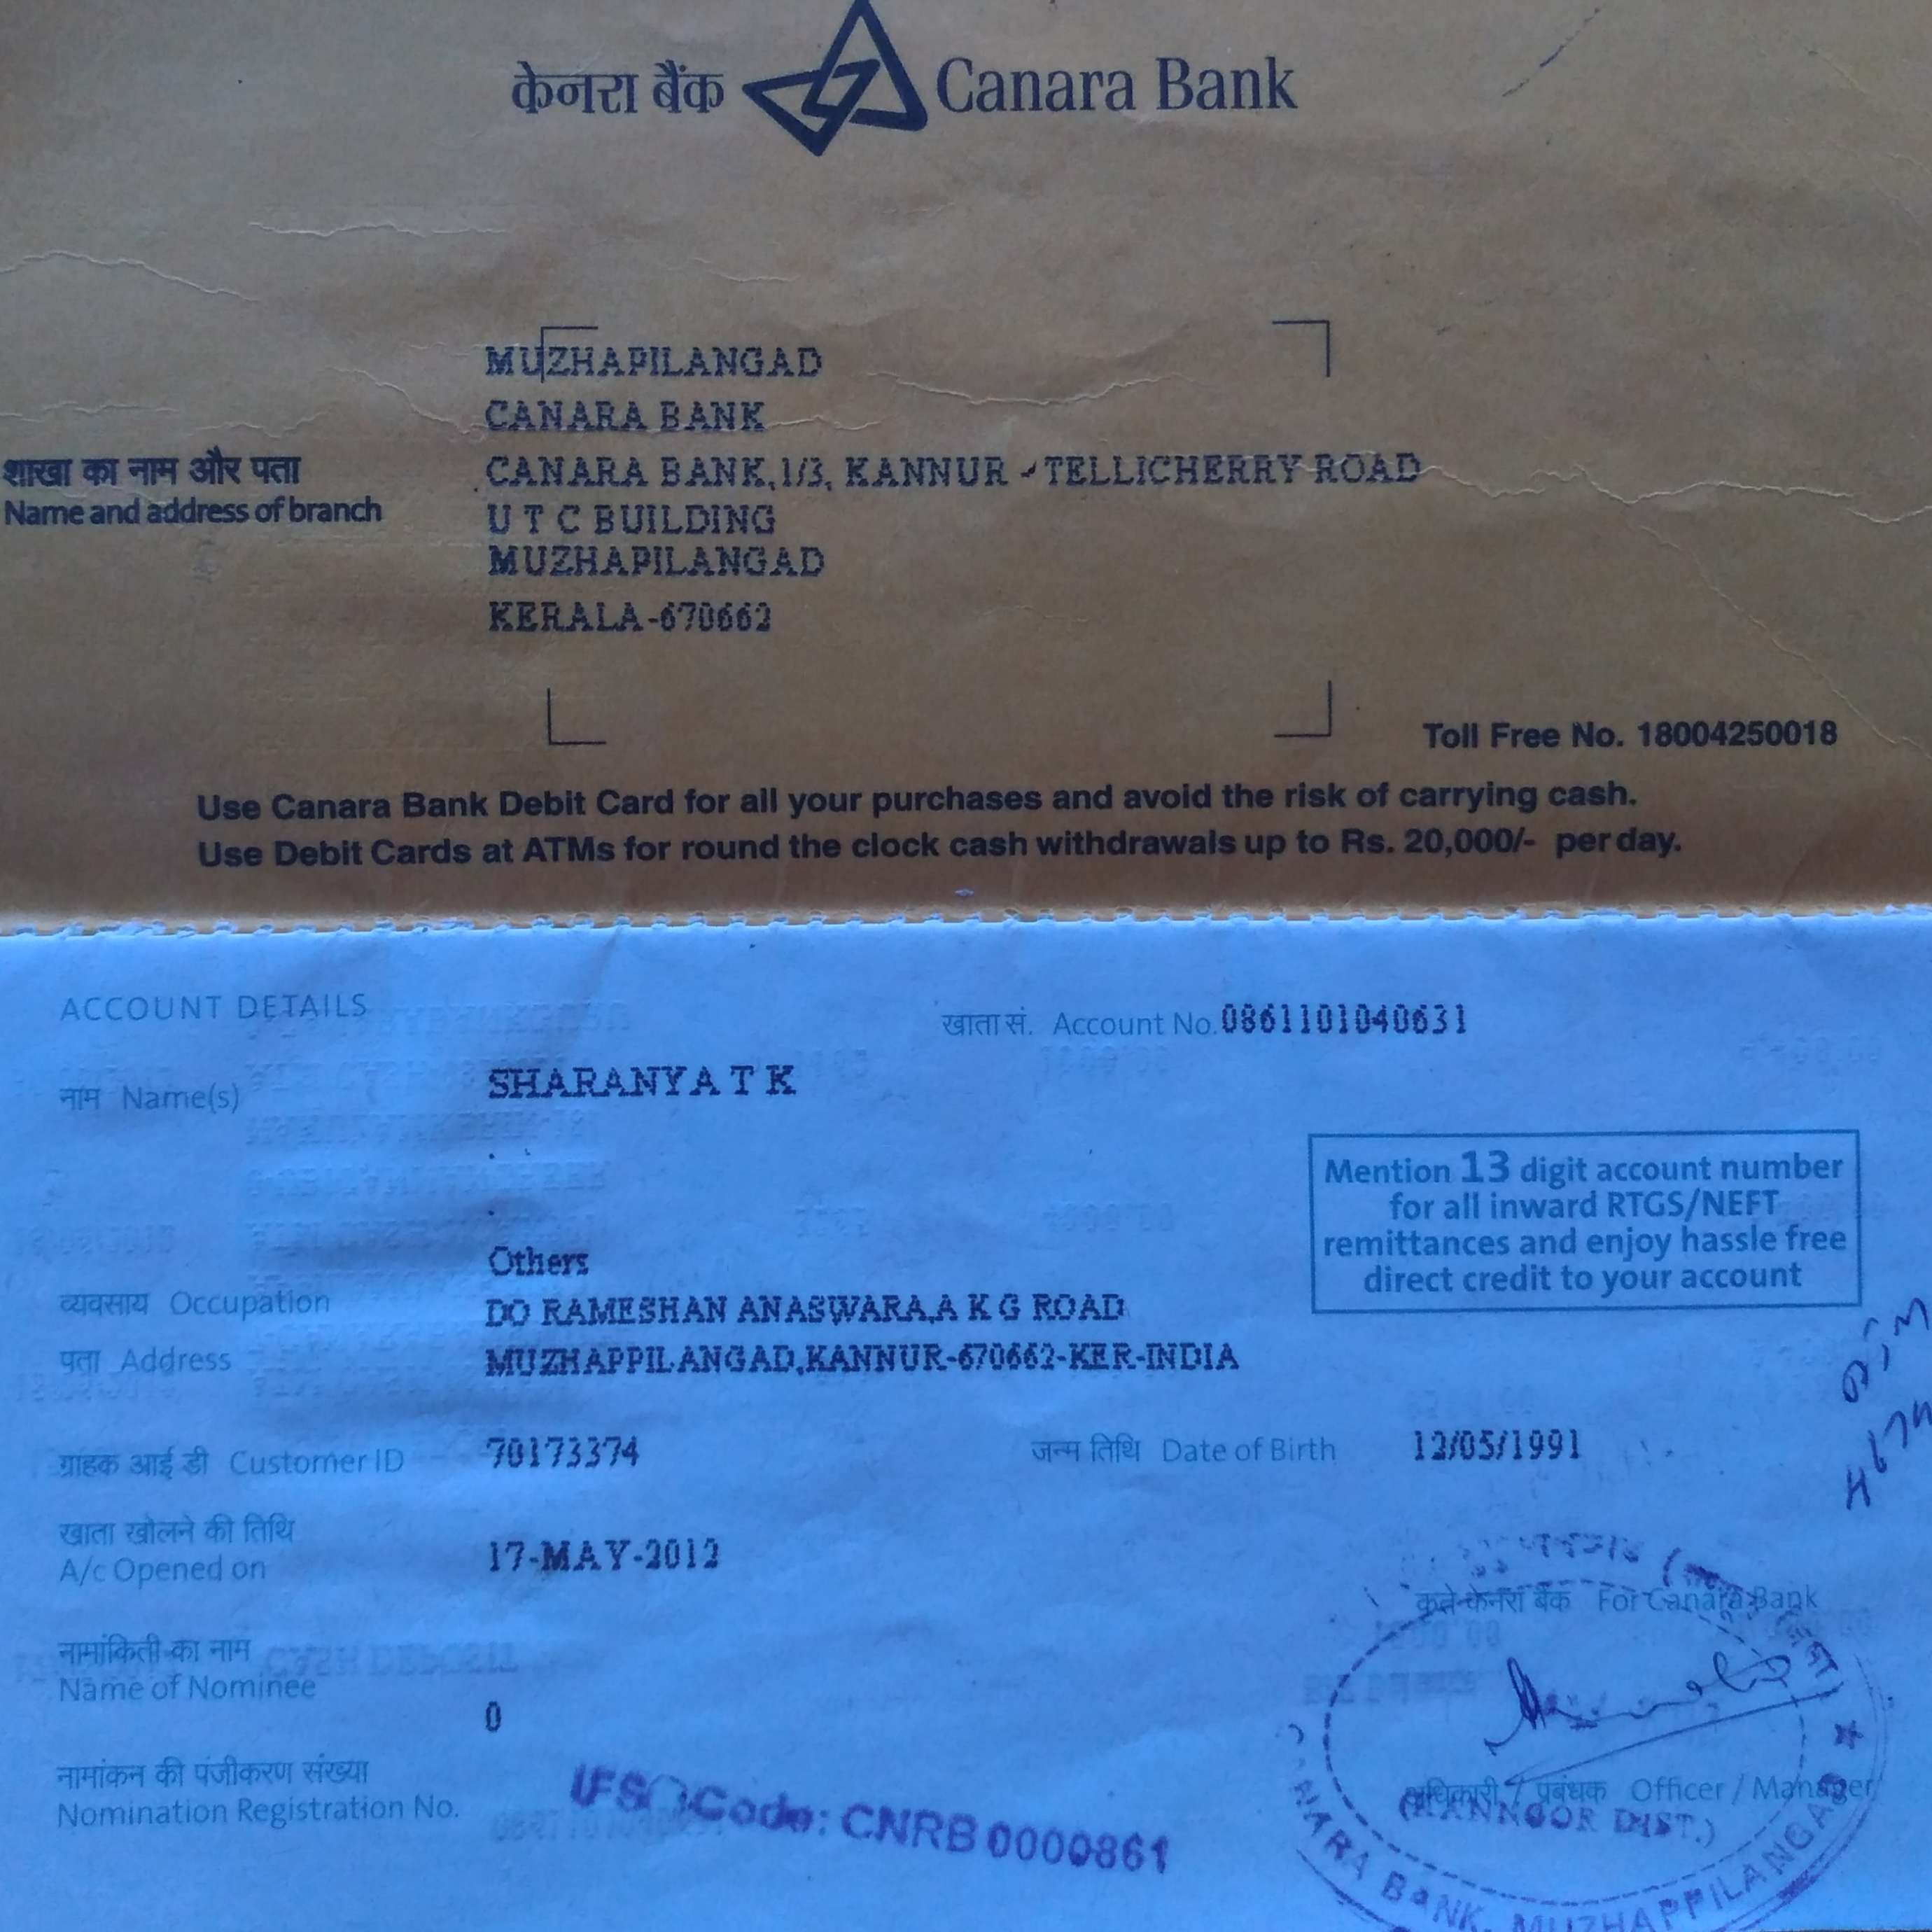 केनरा बैंक Canara Bank
MUZHAPILANGAD
CANARA BANK
शाखा का नाम और पता
Name and address of branch
CANARA BANK,1/3, KANNUR - TELLICHERRY ROAD
U T C BUILDING
MUZHAPILANGAD
KERALA-670662
Toll Free No. 18004250018
Use Canara Bank Debit Card for all your purchases and avoid the risk of carrying cash.
Use Debit Cards at ATMs for round the clock cash withdrawals up to Rs. 20,000/- per day.
ACCOUNT DETAILS
खाता सं. Account No. 0861101040631
नाम Name(s) SHARANYA T K
Mention 13 digit account number
for all inward RTGS/NEFT
remittances and enjoy hassle free
direct credit to your account
Others
व्यवसाय Occupation
DO RAMESHAN ANASWARA,A K G ROAD
पता Address
MUZHAPPILANGAD,KANNUR-670662-KER-INDIA
ग्राहक आई डी Customer ID 70173374
जन्म तिथि Date of Birth 12/05/1991
खाता खोलने की तिथि
A/c Opened on 17-MAY-2012
कृते केनरा बैंक For Canara Bank
नामांकिती का नाम
Name of Nominee
0
नामांकन की पंजीकरण संख्या
Nomination Registration No.
अधिकारी / प्रबंधक Officer / Manager
(KANNOOR DIST.)
IFSC Code: CNRB 0000861
CANARA BANK, MUZHAPPILANGAD